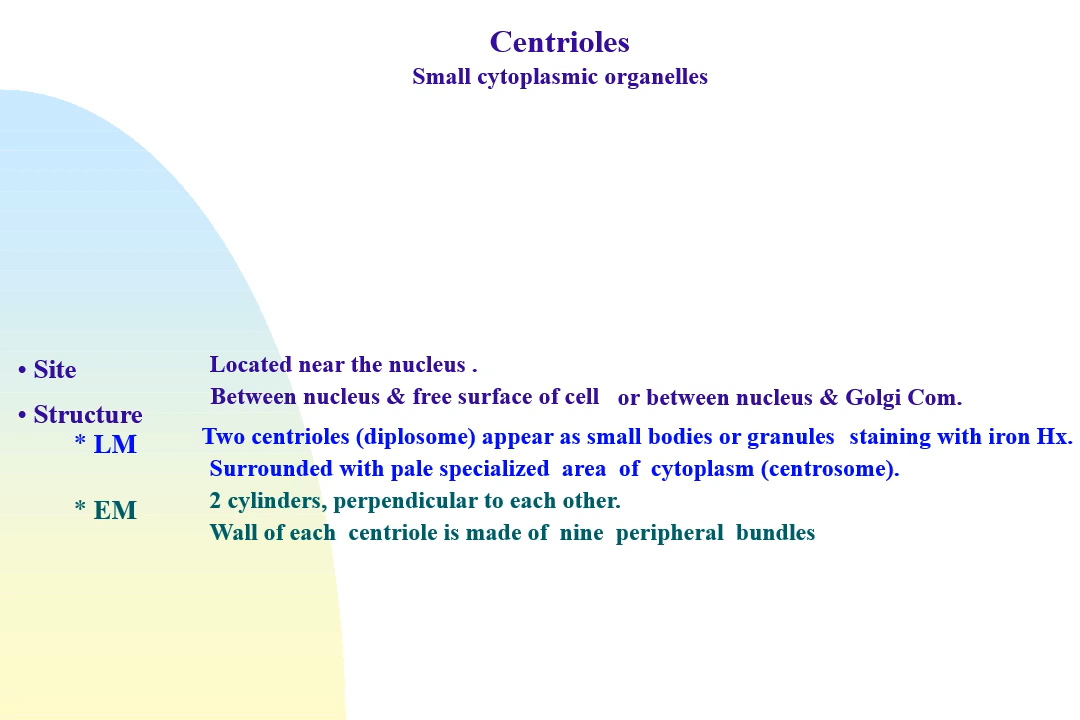 Centrioles
Small cytoplasmic organelles
• Site
Located near the nucleus .
Between nucleus & free surface of cell or between nucleus & Golgi Com.
• Structure
* LM
Two centrioles (diplosome) appear as small bodies or granules staining with iron Hx.
Surrounded with pale specialized area of cytoplasm (centrosome).
* EM
2 cylinders, perpendicular to each other.
Wall of each centriole is made of nine peripheral bundles